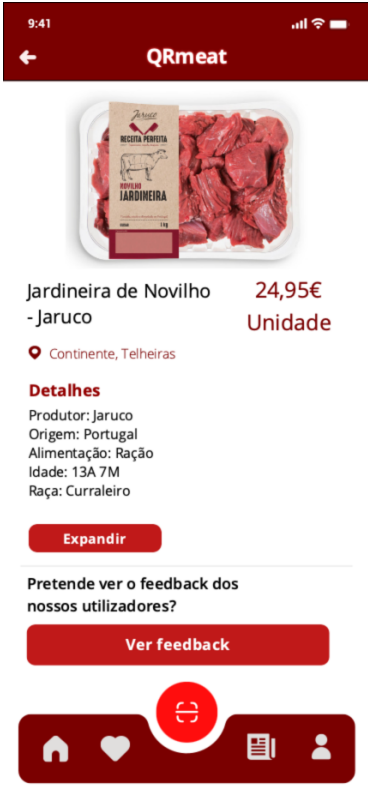 9:41
QRmeat
Jaruco
RECEITA PERFEITA
NOVILHO
JARDINEIRA
1 kg
Jardineira de Novilho
- Jaruco
24,95€
Unidade
Continente, Telheiras
Detalhes
Produtor: Jaruco
Origem: Portugal
Alimentação: Ração
Idade: 13A 7M
Raça: Curraleiro
Expandir
Pretende ver o feedback dos
nossos utilizadores?
Ver feedback